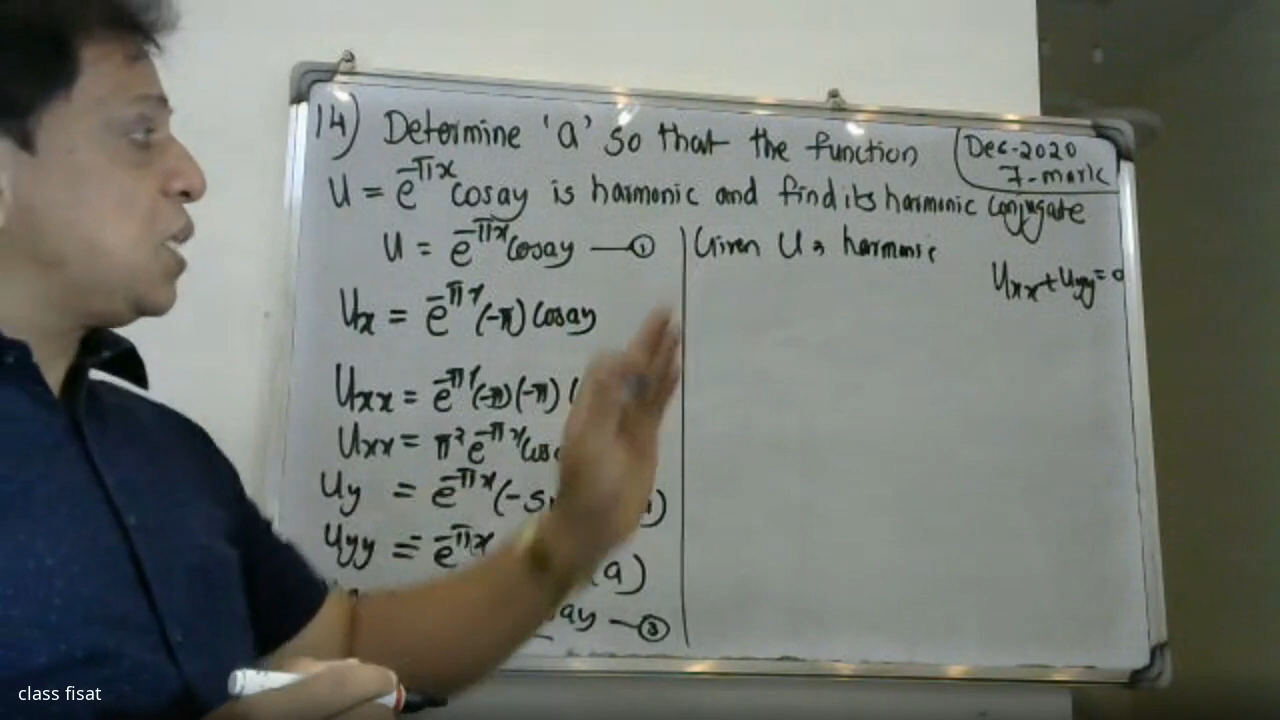 14) Determine 'a' so that the function
Dec-2020
7-mark
U = e^-πx cosay is harmonic and find its harmonic conjugate
U = e^-πx cosay —①
Ux = e^-πx (-π) cosay
Uxx = e^-πx (-π)(-π) (
Uxx = π² e^-πx cos
Uy = e^-πx (-s )
Uyy = e^-πx
(a)
ay —③
Given U is harmonic
Uxx + Uyy = 0
class fisat